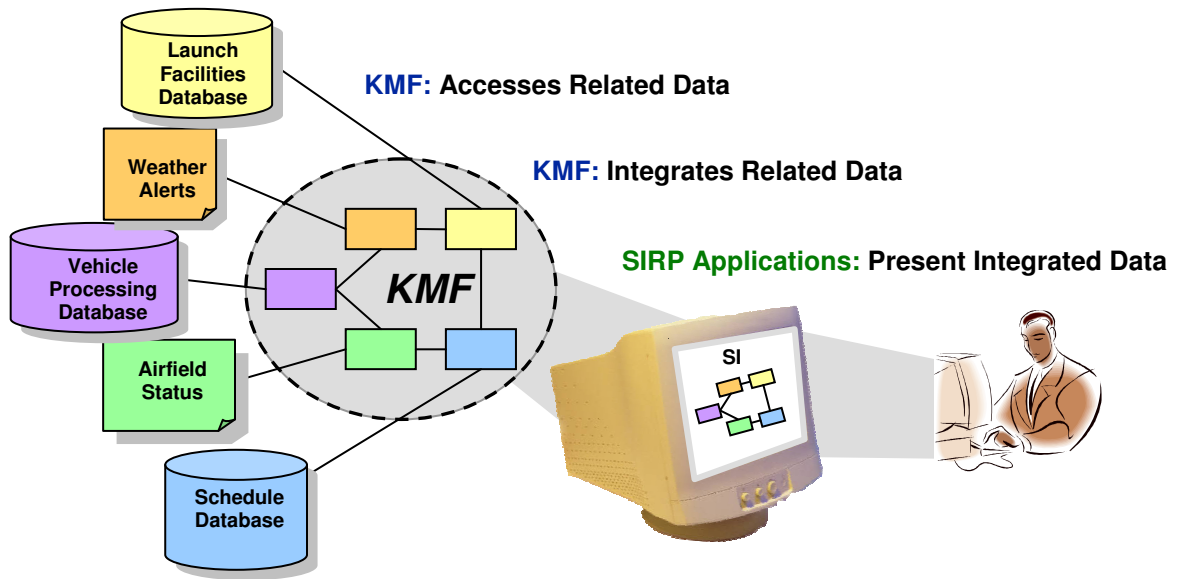 Launch
Facilities
Database
KMF: Accesses Related Data
Weather
Alerts
KMF: Integrates Related Data
Vehicle
Processing
Database
KMF
SIRP Applications: Present Integrated Data
Airfield
Status
SI
Schedule
Database